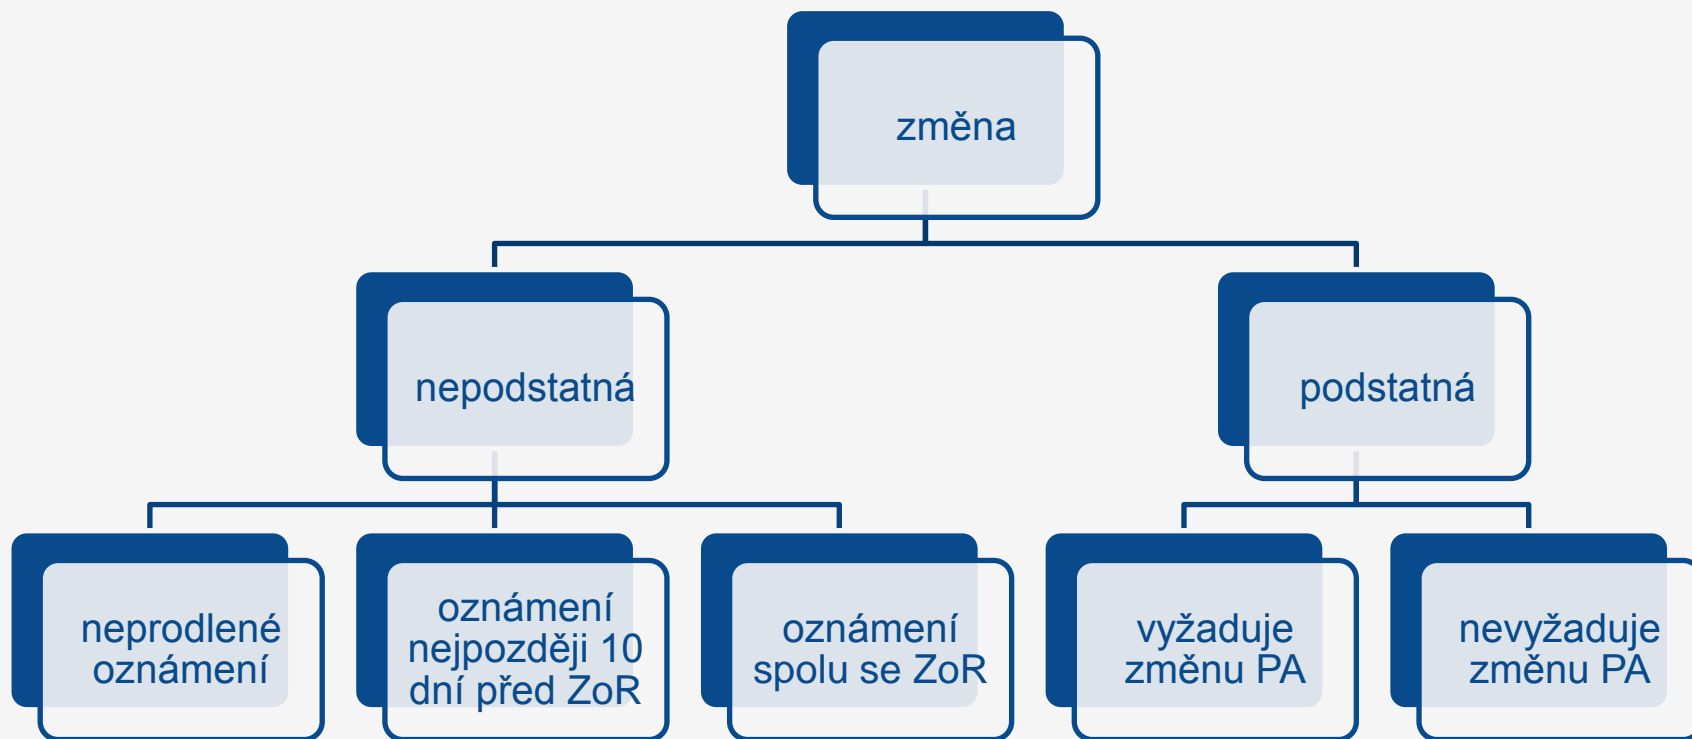 změna
nepodstatná
podstatná
neprodlené
oznámení
oznámení
nejpozději 10
dní před ZoR
oznámení
spolu se ZoR
vyžaduje
změnu PA
nevyžaduje
změnu PA